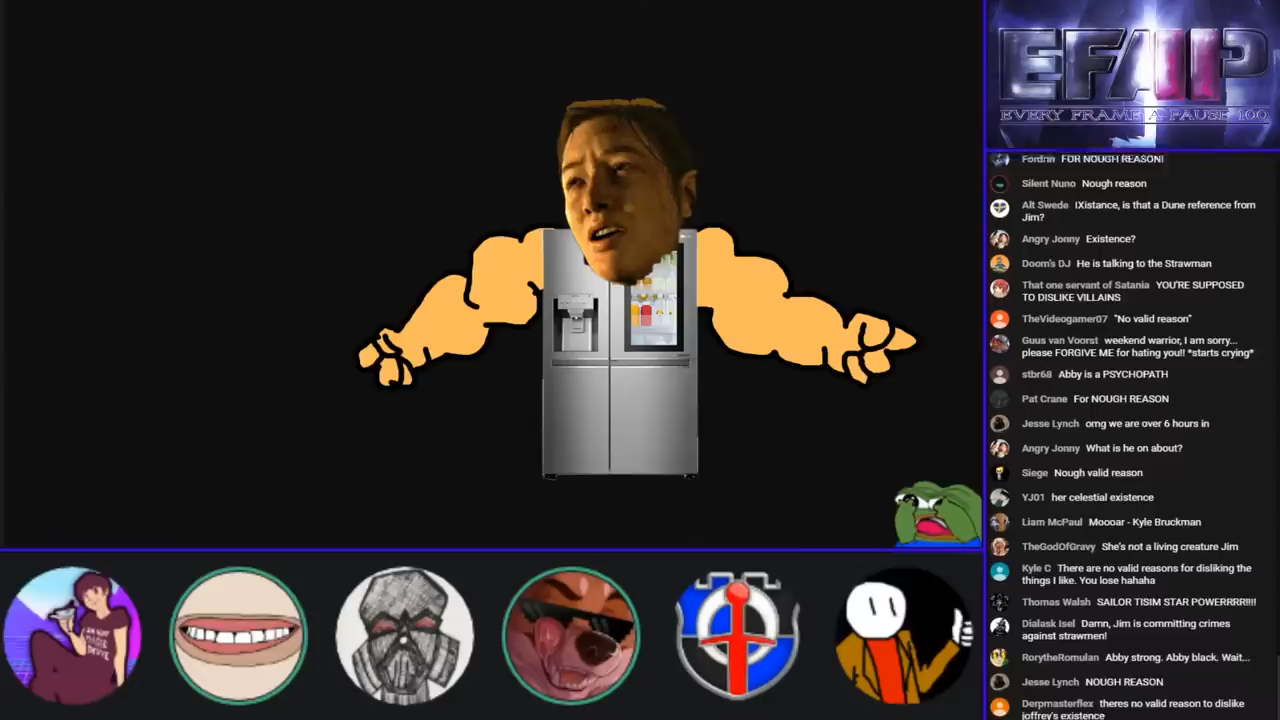 EFAP
EVERY FRAME A PAUSE 100
Fordrin FOR NOUGH REASON!
Silent Nuno Nough reason
Alt Swede IXistance, is that a Dune reference from
Jim?
Angry Jonny Existence?
Doom's DJ He is talking to the Strawman
That one servant of Satania YOU'RE SUPPOSED
TO DISLIKE VILLAINS
TheVideogamer07 "No valid reason"
Guus van Voorst weekend warrior, I am sorry...
please FORGIVE ME for hating you!! *starts crying*
stbr68 Abby is a PSYCHOPATH
Pat Crane For NOUGH REASON
Jesse Lynch omg we are over 6 hours in
Angry Jonny What is he on about?
Siege Nough valid reason
YJ01 her celestial existence
Liam McPaul Moooar - Kyle Bruckman
TheGodOfGravy She's not a living creature Jim
Kyle C There are no valid reasons for disliking the
things I like. You lose hahaha
Thomas Walsh SAILOR TISIM STAR POWERRRR!!!!
Dialask Isel Damn, Jim is committing crimes
against strawmen!
RorytheRomulan Abby strong. Abby black. Wait...
Jesse Lynch NOUGH REASON
Derpmasterflex theres no valid reason to dislike
joffrey's existence